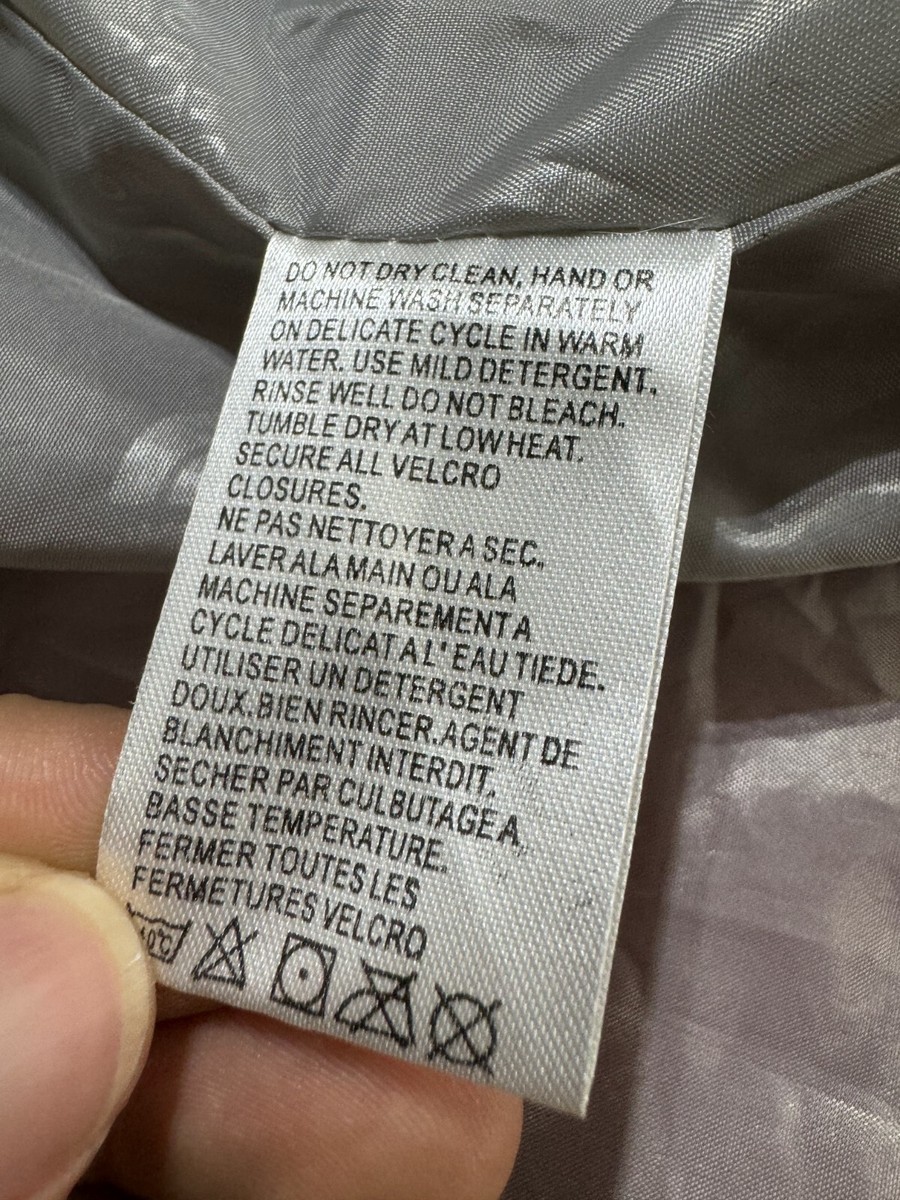 DO NOT DRY CLEAN, HAND OR
MACHINE WASH SEPARATELY
ON DELICATE CYCLE IN WARM
WATER. USE MILD DETERGENT.
RINSE WELL DO NOT BLEACH.
TUMBLE DRY AT LOW HEAT.
SECURE ALL VELCRO
CLOSURES.
NE PAS NETTOYER A SEC.
LAVER ALA MAIN OU ALA
MACHINE SEPAREMENT A
CYCLE DELICAT A L'EAU TIEDE.
UTILISER UN DETERGENT
DOUX.BIEN RINCER.AGENT DE
BLANCHIMENT INTERDIT.
SECHER PAR CULBUTAGE A
BASSE TEMPERATURE.
FERMER TOUTES LES
FERMETURES VELCRO